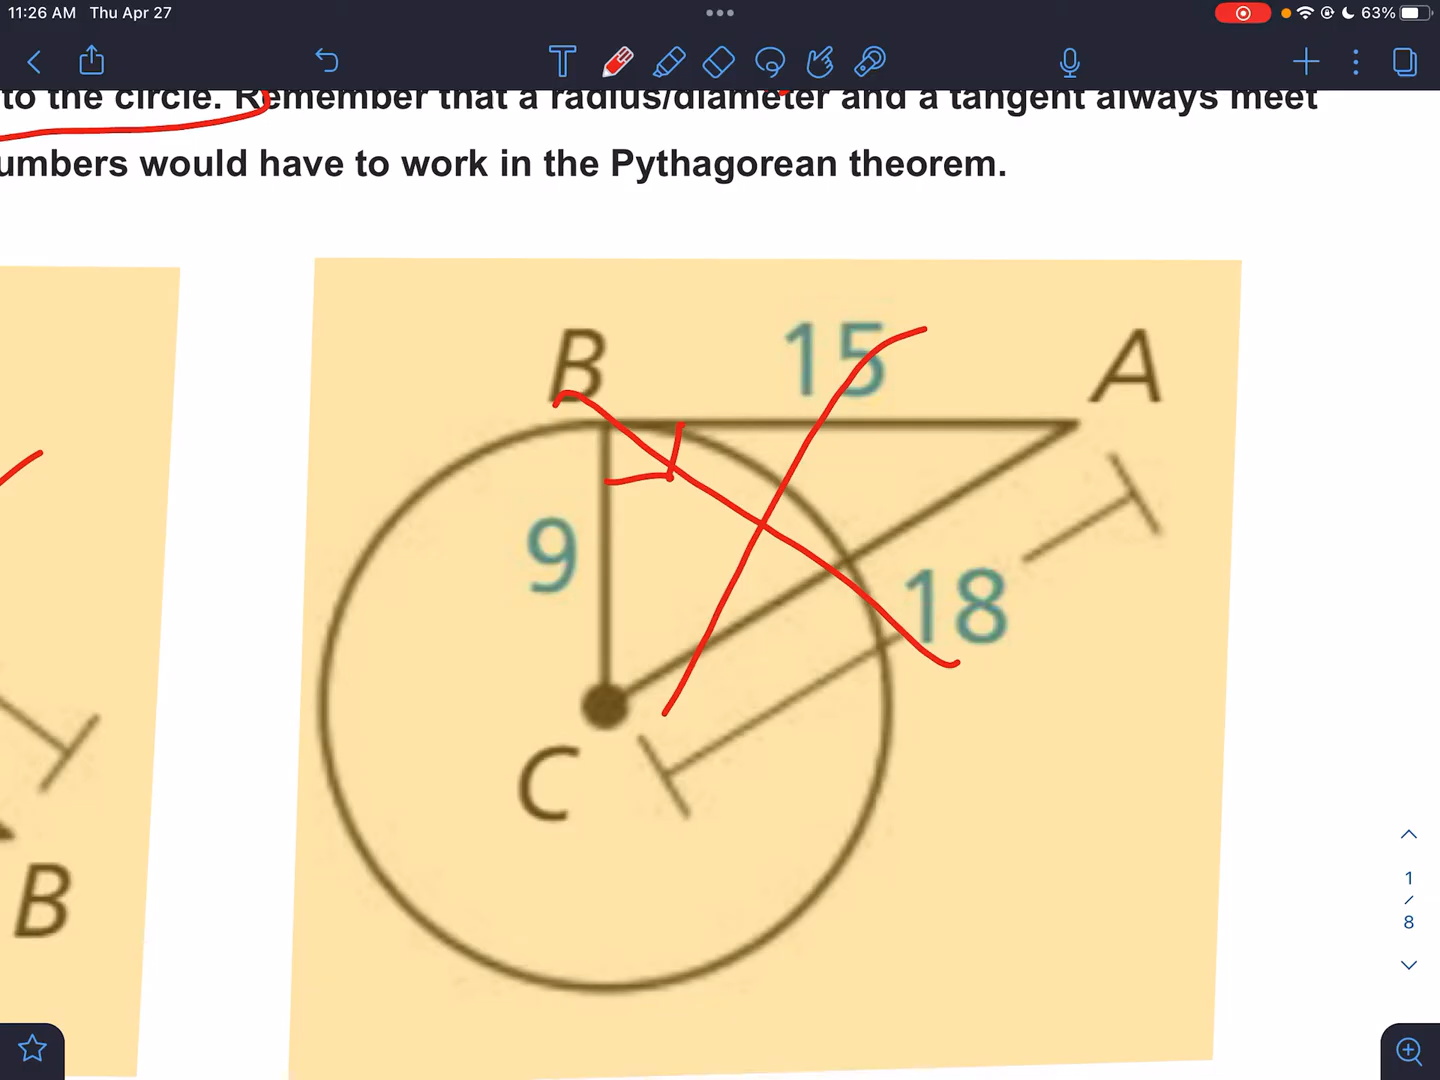 11:26 AM Thu Apr 27
63%
to the circle. Remember that a radius/diameter and a tangent always meet
umbers would have to work in the Pythagorean theorem.
B 15 A
9
18
C
B
1
/
8